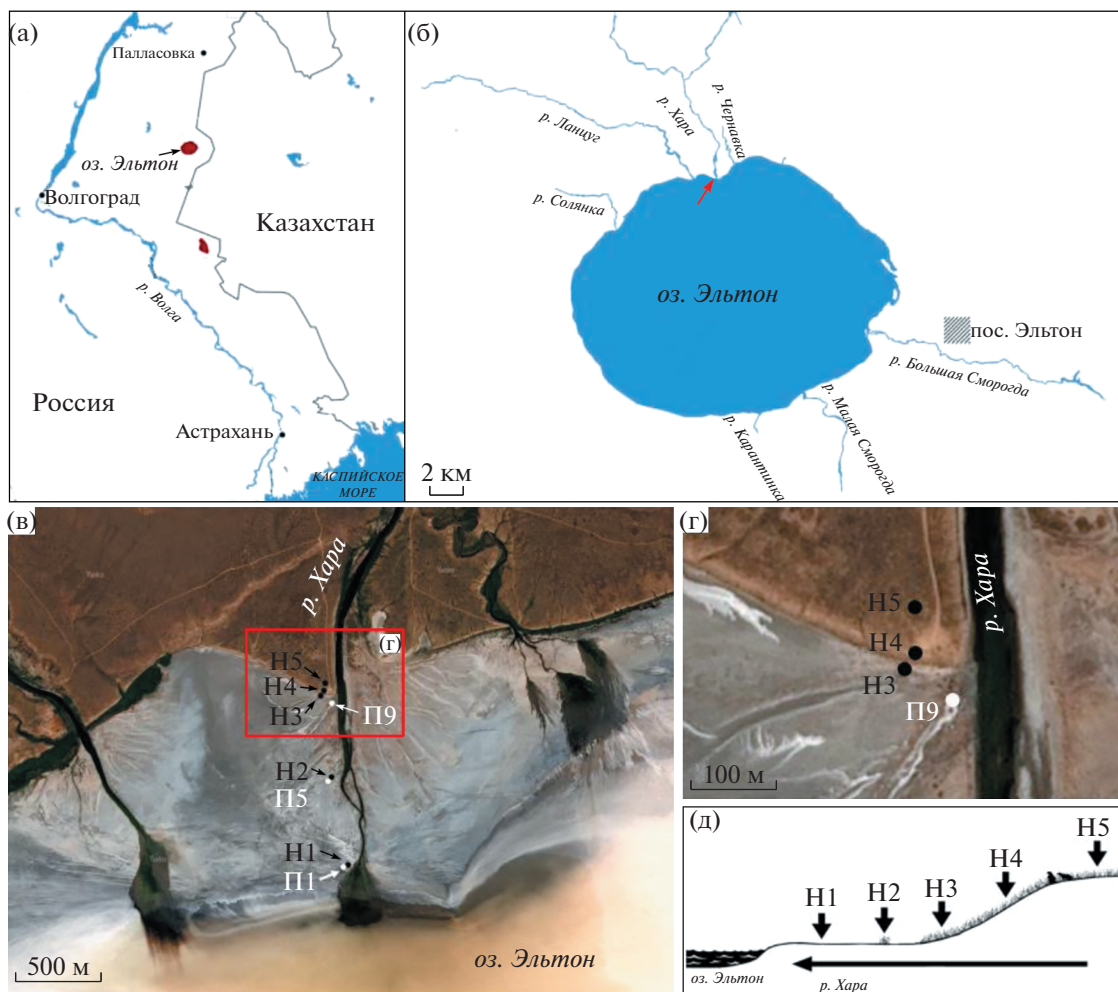 (а)
Палласовка
оз. Эльтон
Волгоград
Казахстан
р. Волга
Россия
Астрахань
КАСПИЙСКОЕ
МОРЕ
(б)
р. Ланцуг
р. Хара
р. Чернавка
р. Солянка
оз. Эльтон
пос. Эльтон
р. Большая Сморогда
р. Малая Сморогда
р. Карантинка
2 км
(в)
р. Хара
(г)
Н5
Н4
Н3
П9
Н2
П5
Н1
П1
500 м
оз. Эльтон
(г)
Н5
Н4
Н3
П9
р. Хара
100 м
(д)
Н5
Н4
Н3
Н2
Н1
оз. Эльтон
р. Хара